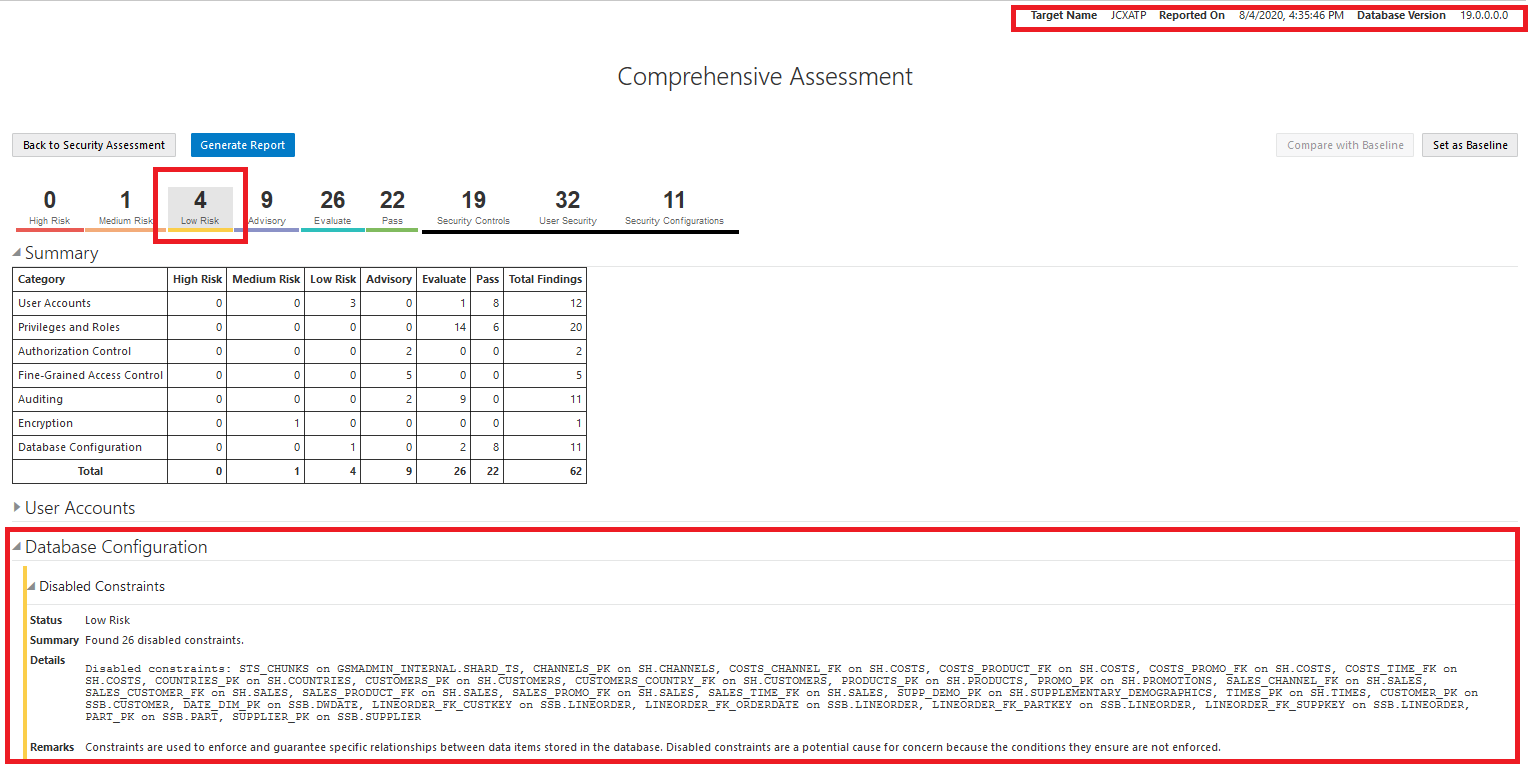 Target Name JCXATP Reported On 8/4/2020, 4:35:46 PM Database Version 19.0.0.0.0
Comprehensive Assessment
Back to Security Assessment Generate Report Compare with Baseline Set as Baseline
0 1 4 9 26 22 19 32 11
High Risk Medium Risk Low Risk Advisory Evaluate Pass Security Controls User Security Security Configurations
Summary
Category High Risk Medium Risk Low Risk Advisory Evaluate Pass Total Findings
User Accounts 0 0 3 0 1 8 12
Privileges and Roles 0 0 0 0 14 6 20
Authorization Control 0 0 0 2 0 0 2
Fine-Grained Access Control 0 0 0 5 0 0 5
Auditing 0 0 0 2 9 0 11
Encryption 0 1 0 0 0 0 1
Database Configuration 0 0 1 0 2 8 11
Total 0 1 4 9 26 22 62
User Accounts
Database Configuration
Disabled Constraints
Status Low Risk
Summary Found 26 disabled constraints.
Details
Disabled constraints: STS_CHUNKS on GSMADMIN_INTERNAL.SHARD_TS, CHANNELS_PK on SH.CHANNELS, COSTS_CHANNEL_FK on SH.COSTS, COSTS_PRODUCT_FK on SH.COSTS, COSTS_PROMO_FK on SH.COSTS, COSTS_TIME_FK on
SH.COSTS, COUNTRIES_PK on SH.COUNTRIES, CUSTOMERS_PK on SH.CUSTOMERS, CUSTOMERS_COUNTRY_FK on SH.CUSTOMERS, PRODUCTS_PK on SH.PRODUCTS, PROMO_PK on SH.PROMOTIONS, SALES_CHANNEL_FK on SH.SALES,
SALES_CUSTOMER_FK on SH.SALES, SALES_PRODUCT_FK on SH.SALES, SALES_PROMO_FK on SH.SALES, SALES_TIME_FK on SH.SALES, SUPP_DEMO_PK on SH.SUPPLEMENTARY_DEMOGRAPHICS, TIMES_PK on SH.TIMES, CUSTOMER_PK on
SSB.CUSTOMER, DATE_DIM_PK on SSB.DWDATE, LINEORDER_FK_CUSTKEY on SSB.LINEORDER, LINEORDER_FK_ORDERDATE on SSB.LINEORDER, LINEORDER_FK_PARTKEY on SSB.LINEORDER, LINEORDER_FK_SUPPKEY on SSB.LINEORDER,
PART_PK on SSB.PART, SUPPLIER_PK on SSB.SUPPLIER
Remarks Constraints are used to enforce and guarantee specific relationships between data items stored in the database. Disabled constraints are a potential cause for concern because the conditions they ensure are not enforced.